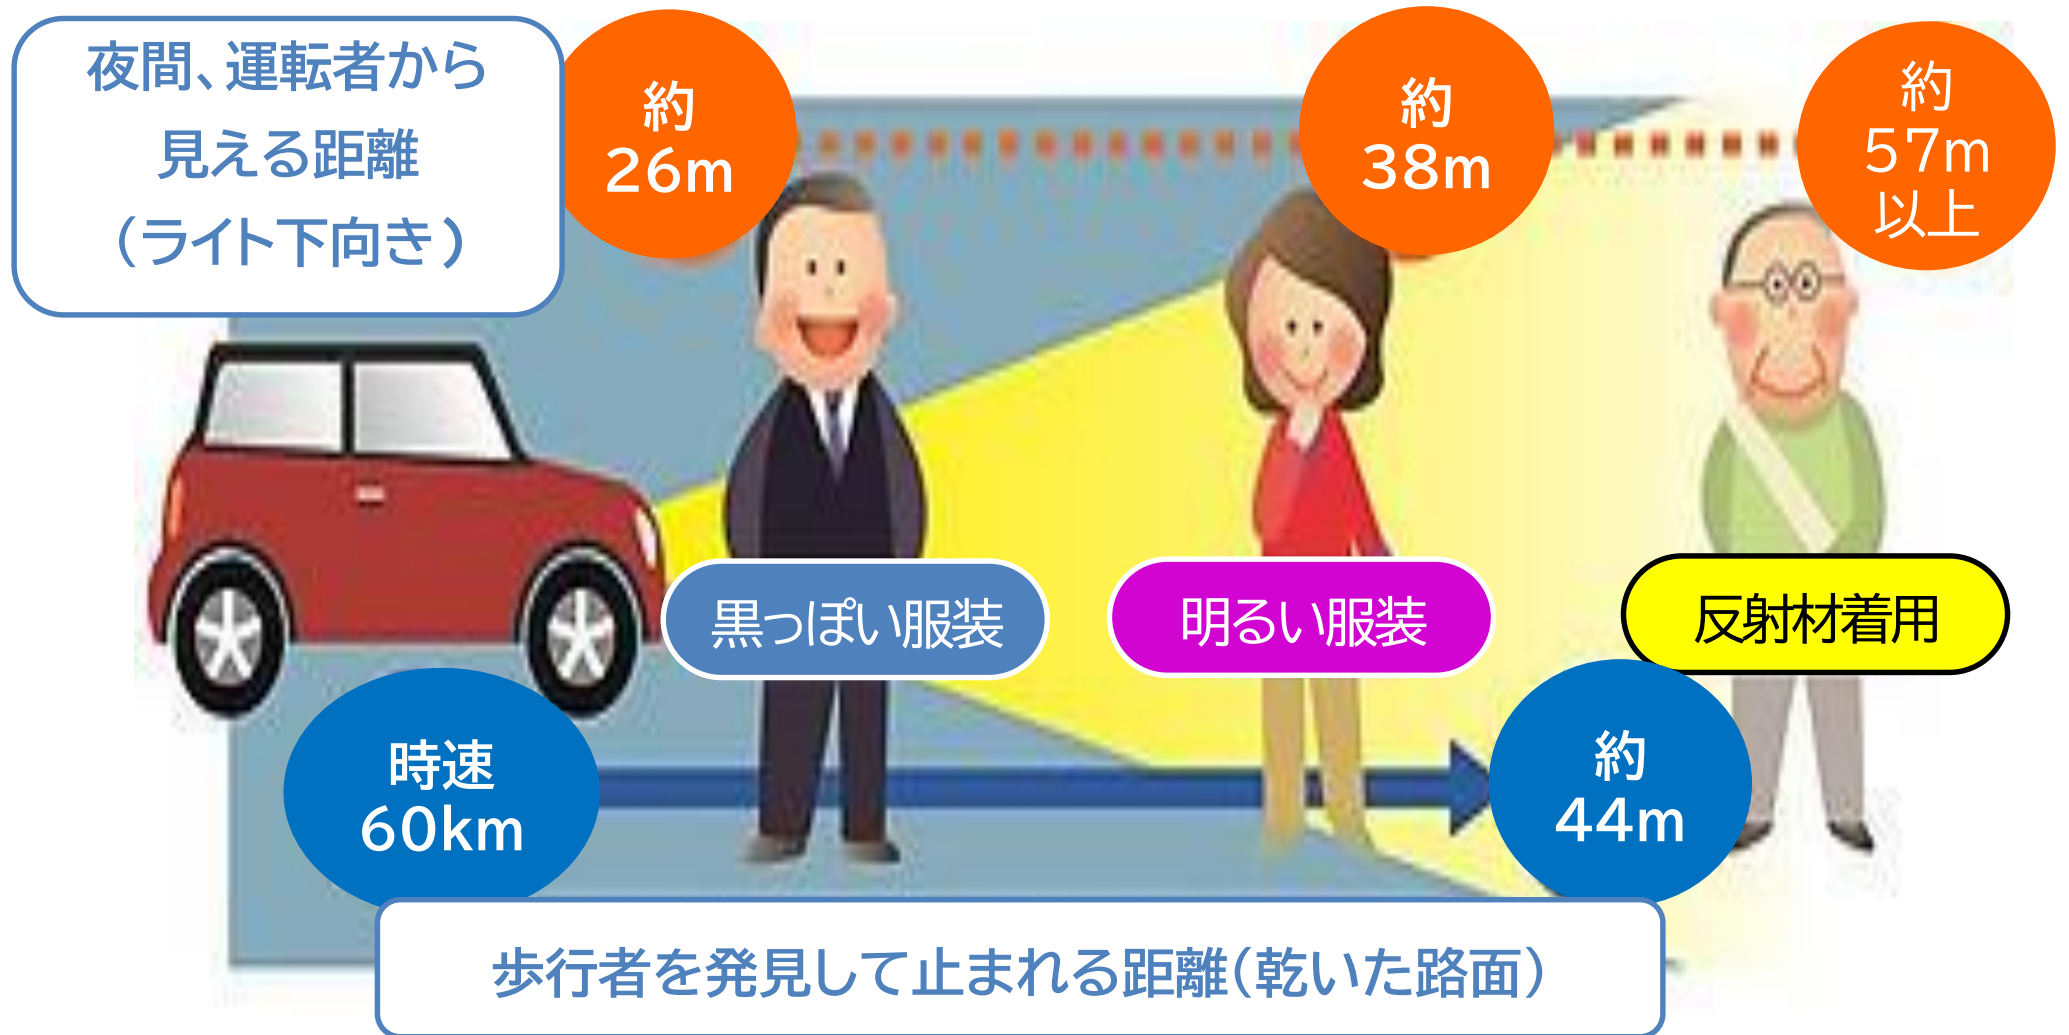 夜間、運転者から
見える距離
（ライト下向き）
約
26m
約
38m
約
57m
以上
黒っぽい服装
明るい服装
反射材着用
時速
60km
約
44m
歩行者を発見して止まれる距離（乾いた路面）